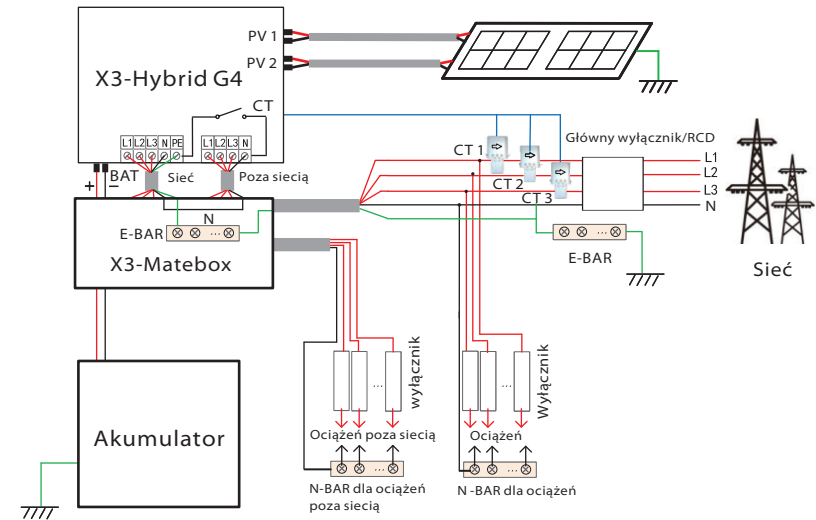 PV 1
PV 2
X3-Hybrid G4
CT
L1 L2 L3 N PE
L1 L2 L3 N
BAT
+ −
Sieć
Poza siecią
N
E-BAR
X3-Matebox
CT 1
CT 2
CT 3
Główny wyłącznik/RCD
L1
L2
L3
N
E-BAR
Sieć
Akumulator
wyłącznik
...
Ociążeń poza siecią
...
N-BAR dla ociążeń
poza siecią
Wyłącznik
...
Ociążeń
...
N -BAR dla ociążeń